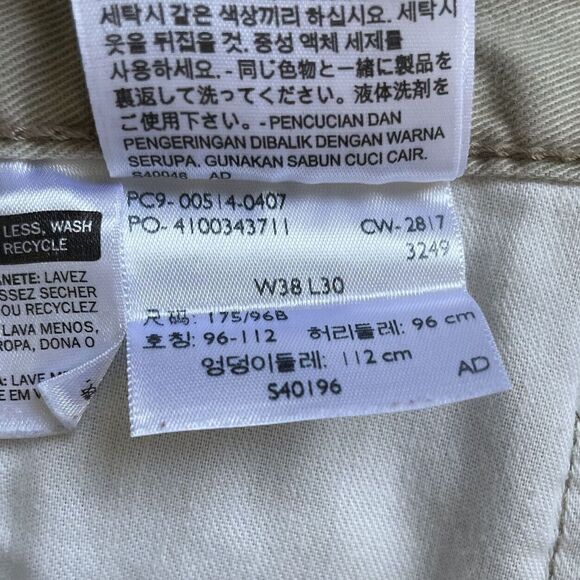 세탁시 같은 색상끼리 하십시요. 세탁시
옷을 뒤집을 것. 중성 액체 세제를
사용하세요. - 同じ色物と一緒に製品を
裏返して洗ってください。液体洗剤を
ご使用下さい。- PENCUCIAN DAN
PENGERINGAN DIBALIK DENGAN WARNA
SERUPA. GUNAKAN SABUN CUCI CAIR.
S40048 AD
PC9- 00514-0407
PO- 4100343711 CW- 2817
3249
W38 L30
尺码: 175/96B
호칭: 96-112 허리둘레: 96 cm
엉덩이둘레: 112 cm
AD
S40196
LESS, WASH
RECYCLE
ANETE: LAVEZ
SSEZ SECHER
OU RECYCLEZ
LAVA MENOS,
ROPA, DONA O
A: LAVE
E EM